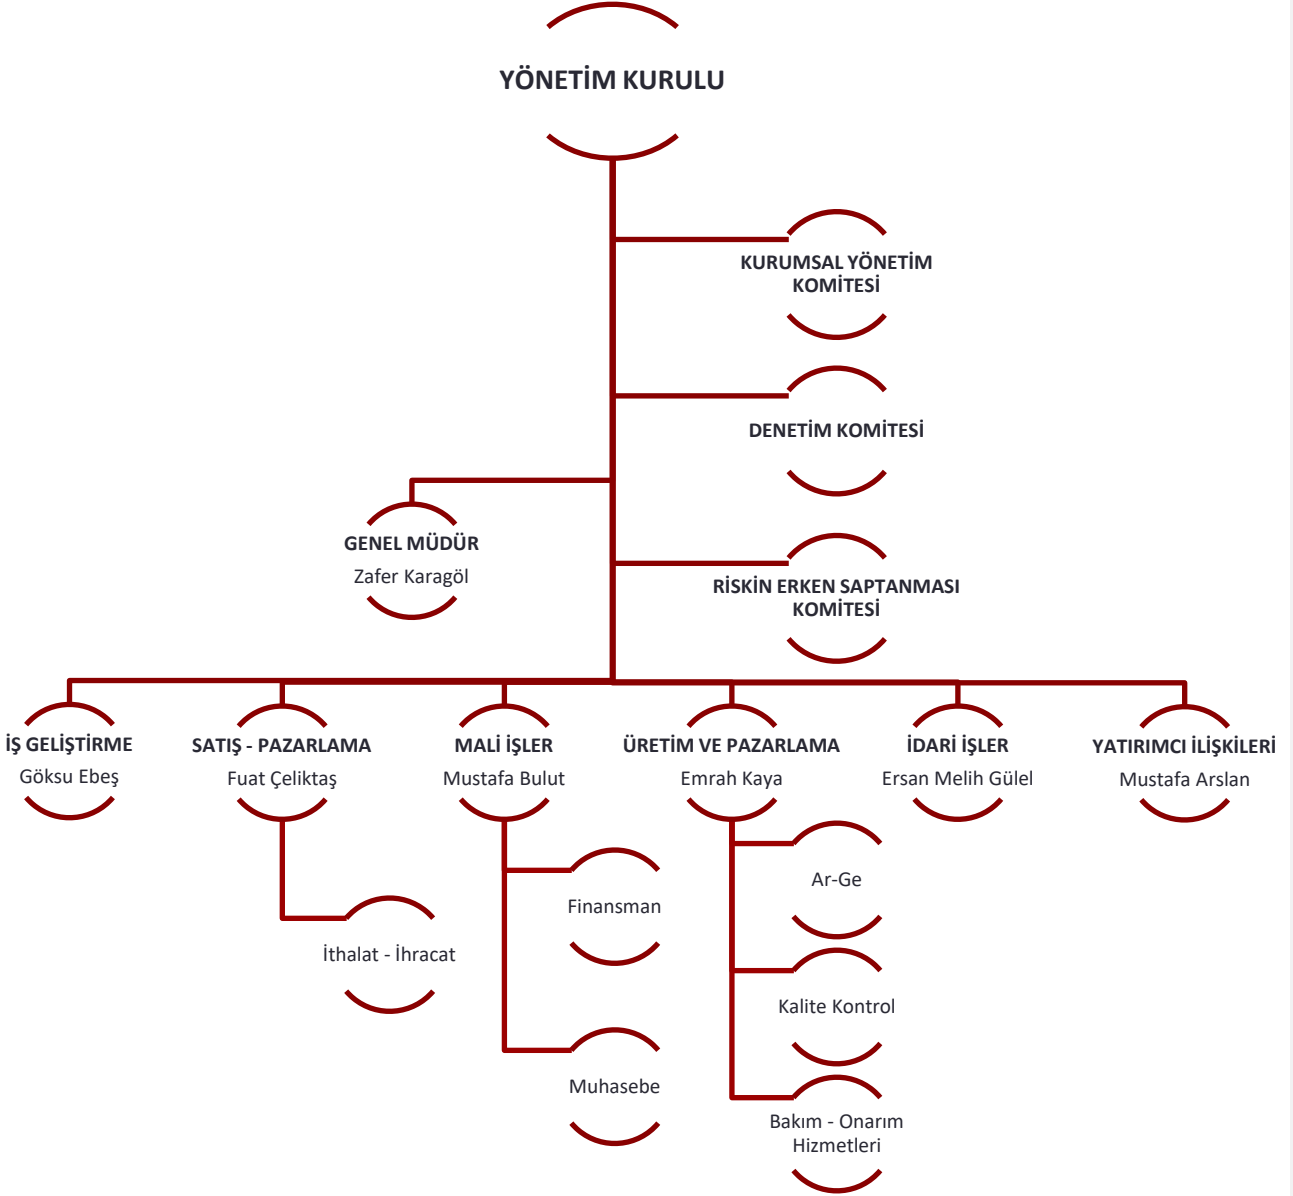 YÖNETİM KURULU
KURUMSAL YÖNETİM
KOMİTESİ
DENETİM KOMİTESİ
GENEL MÜDÜR
Zafer Karagöl
RİSKİN ERKEN SAPTANMASI
KOMİTESİ
İŞ GELİŞTİRME
Göksu Ebeş
SATIŞ - PAZARLAMA
Fuat Çeliktaş
MALİ İŞLER
Mustafa Bulut
ÜRETİM VE PAZARLAMA
Emrah Kaya
İDARİ İŞLER
Ersan Melih Gülel
YATIRIMCI İLİŞKİLERİ
Mustafa Arslan
İthalat - İhracat
Finansman
Muhasebe
Ar-Ge
Kalite Kontrol
Bakım - Onarım
Hizmetleri